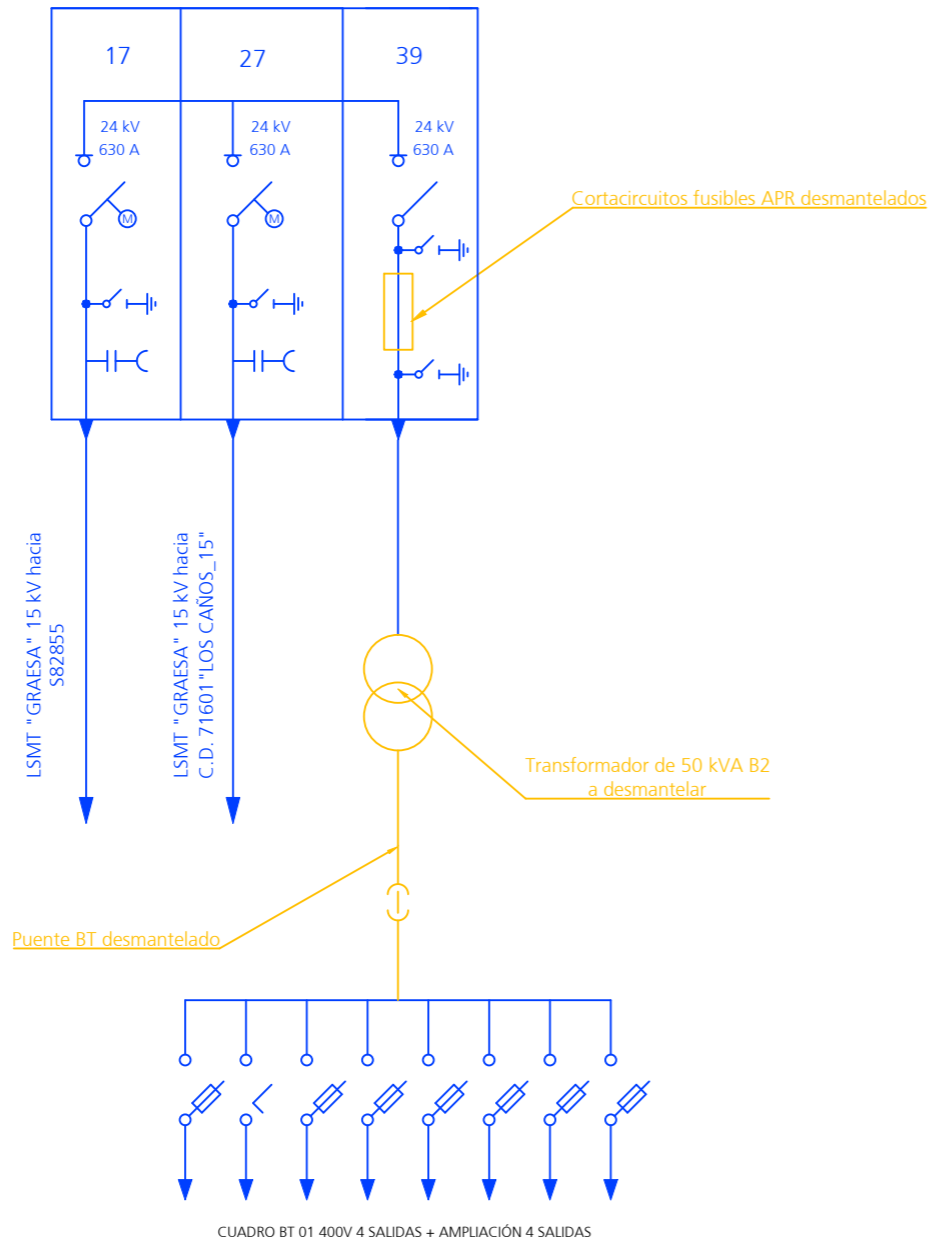 17
27
39
24 kV
630 A
24 kV
630 A
24 kV
630 A
M
M
Cortacircuitos fusibles APR desmantelados
LSMT "GRAESA" 15 kV hacia
S82855
LSMT "GRAESA" 15 kV hacia
C.D. 71601"LOS CAÑOS_15"
Transformador de 50 kVA B2
a desmantelar
Puente BT desmantelado
CUADRO BT 01 400V 4 SALIDAS + AMPLIACIÓN 4 SALIDAS